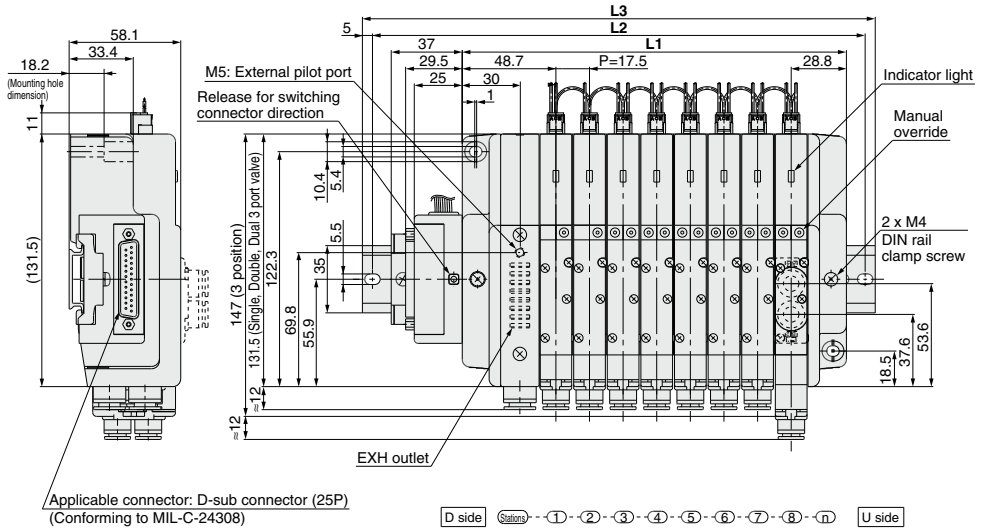 L3
L2
L1
5
58.1
33.4
18.2
(Mounting hole
dimension)
11
(131.5)
37
29.5
25
48.7
30
1
P=17.5
28.8
M5: External pilot port
Release for switching
connector direction
Indicator light
Manual
override
2 x M4
DIN rail
clamp screw
10.4
5.4
5.5
35
122.3
69.8
55.9
147 (3 position)
131.5 (Single, Double, Dual 3 port valve)
≈12
≈12
18.5
37.6
53.6
EXH outlet
Applicable connector: D-sub connector (25P)
(Conforming to MIL-C-24308)
D side Stations 1 2 3 4 5 6 7 8 n U side